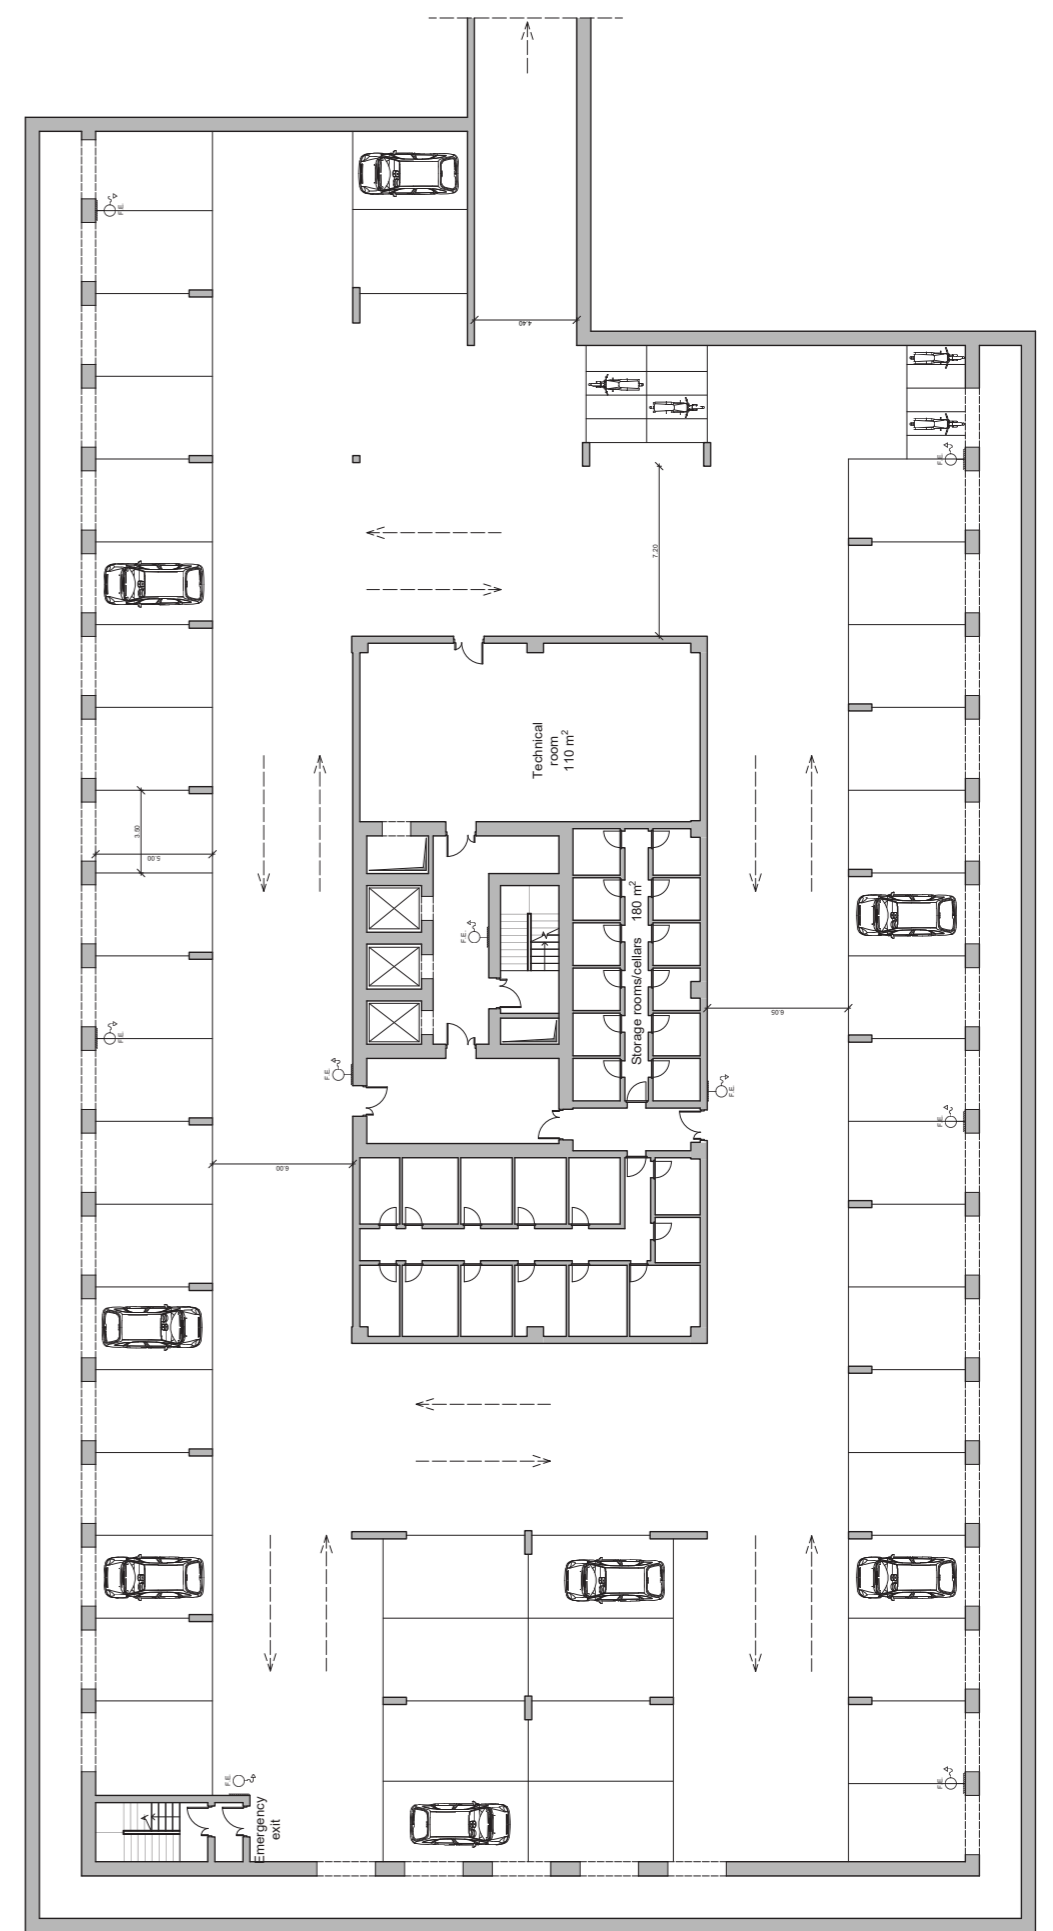 F.E.
4.40
F.E.
7.20
Technical
room
110 m²
3.50
5.00
Storage rooms/cellars 180 m²
F.E.
6.05
F.E.
F.E.
F.E.
F.E.
6.00
F.E.
F.E.
Emergency
exit